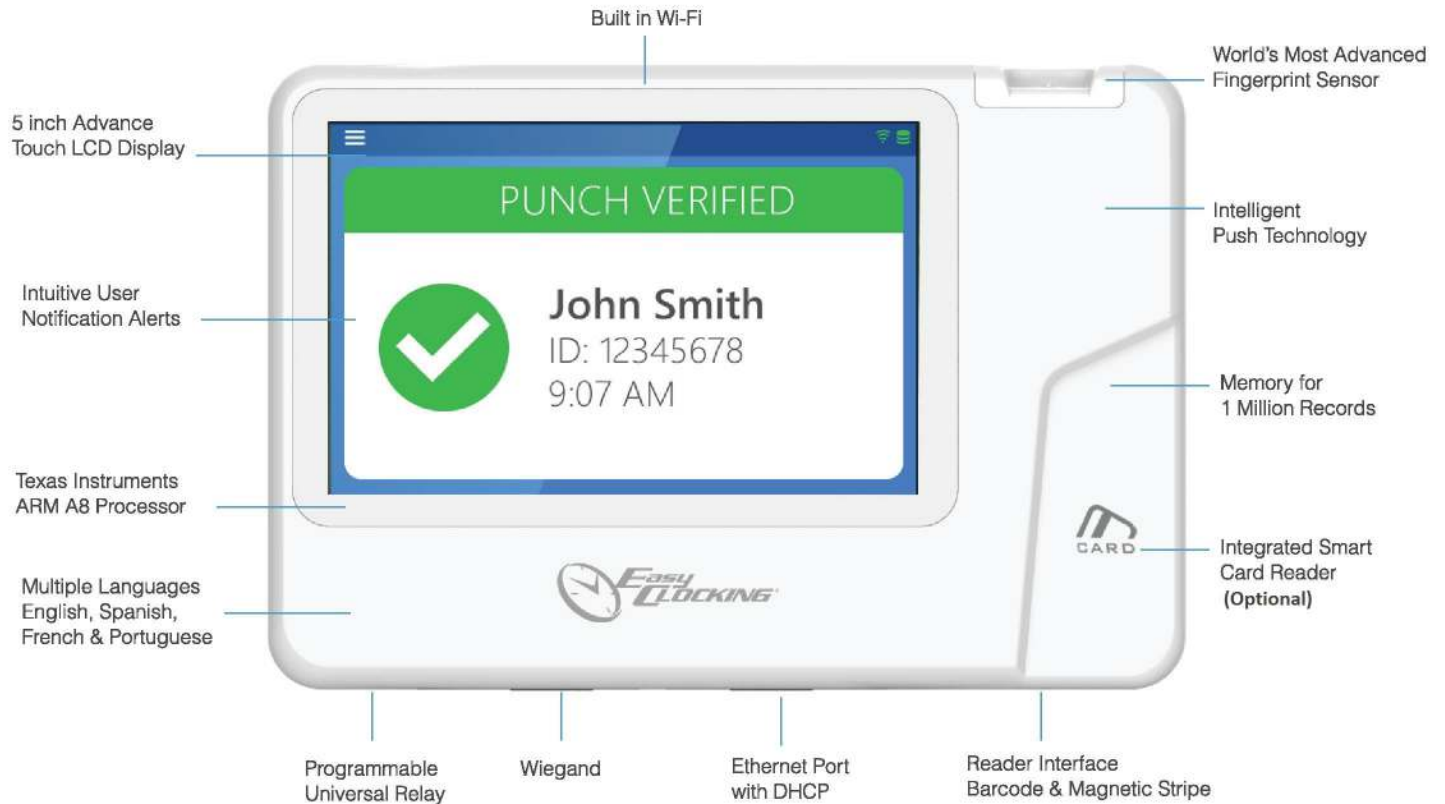 Built in Wi-Fi
World's Most Advanced
Fingerprint Sensor
5 inch Advance
Touch LCD Display
PUNCH VERIFIED
Intelligent
Push Technology
Intuitive User
Notification Alerts
John Smith
ID: 12345678
9:07 AM
Memory for
1 Million Records
Texas Instruments
ARM A8 Processor
CARD
Integrated Smart
Card Reader
(Optional)
Multiple Languages
English, Spanish,
French & Portuguese
Easy
Clocking
Programmable
Universal Relay
Wiegand
Ethernet Port
with DHCP
Reader Interface
Barcode & Magnetic Stripe